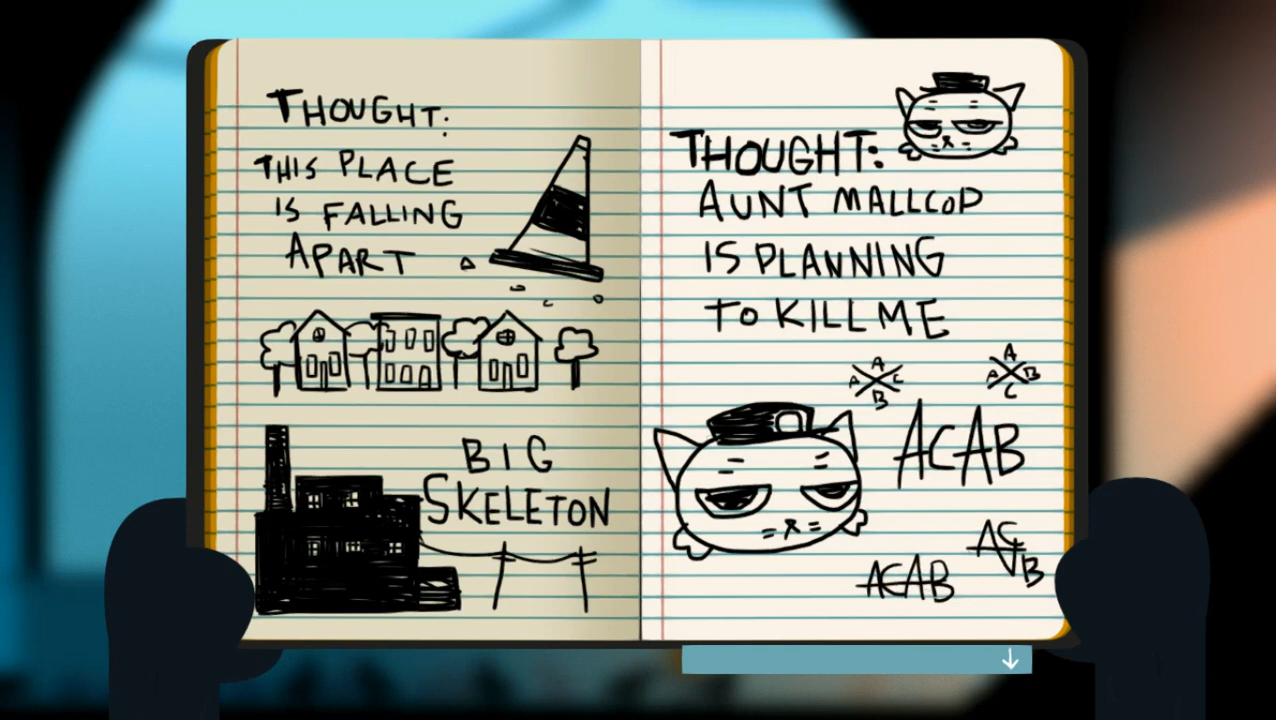 THOUGHT:
THIS PLACE
IS FALLING
APART
BIG
SKELETON
THOUGHT:
AUNT MALLCOP
IS PLANNING
TO KILL ME
A
A C
B
A
A B
C
ACAB
ACAB
ACAB